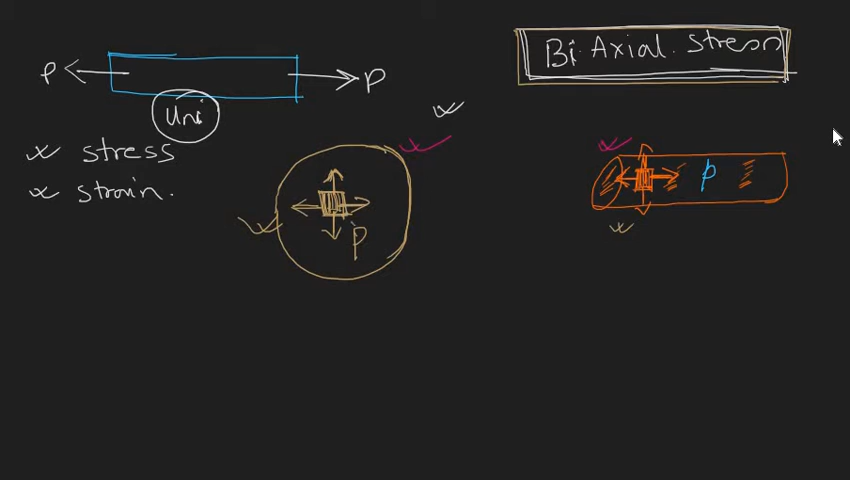 Bi-Axial. Stress
P
P
Uni
stress
strain.
P
P